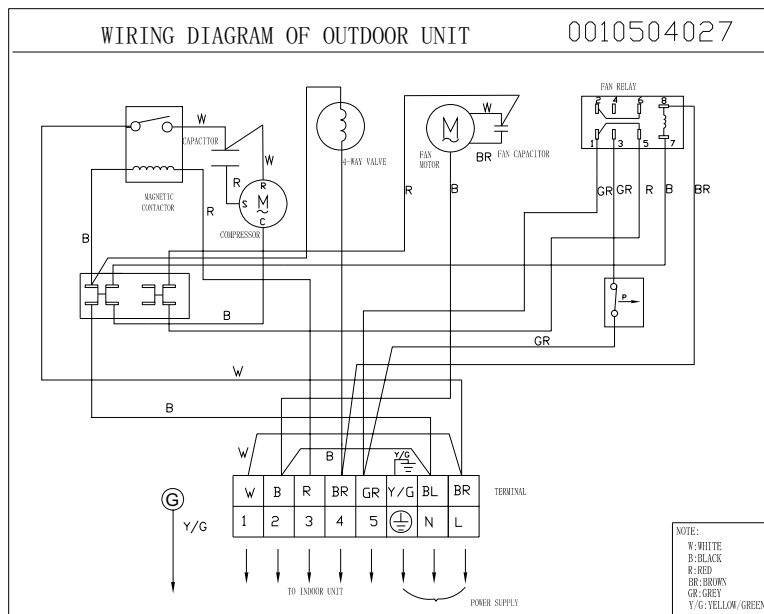 WIRING DIAGRAM OF OUTDOOR UNIT
0010504027
FAN RELAY
2 4 6 8
1 3 5 7
W
CAPACITOR
W
R
R
S
M
C
COMPRESSOR
MAGNETIC
CONTACTOR
R
B
4-WAY VALVE
W
M
FAN
MOTOR
BR
FAN CAPACITOR
R
B
GR GR R B BR
P
GR
B
W
B
W
B
Y/G
G
Y/G
W B R BR GR Y/G BL BR
TERMINAL
1 2 3 4 5 N L
TO INDOOR UNIT
POWER SUPPLY
NOTE:
W:WHITE
B:BLACK
R:RED
BR:BROWN
GR:GREY
Y/G:YELLOW/GREEN